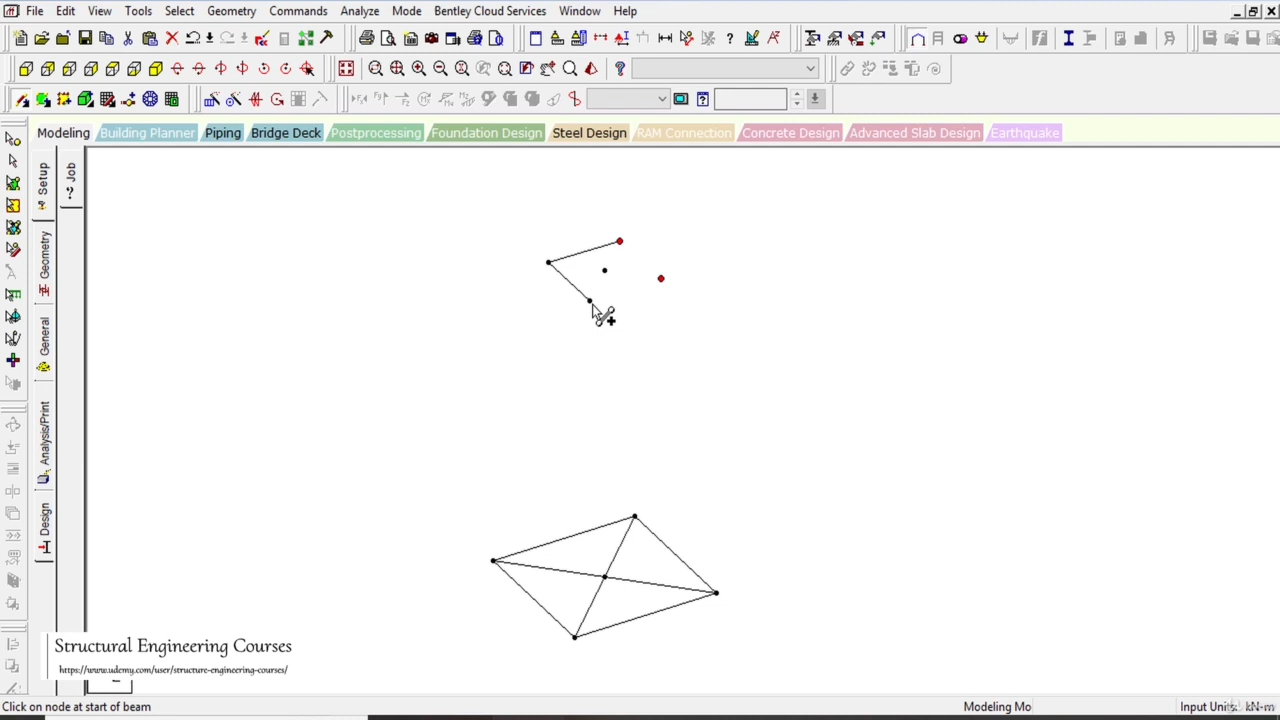 File Edit View Tools Select Geometry Commands Analyze Mode Bentley Cloud Services Window Help
Modeling Building Planner Piping Bridge Deck Postprocessing Foundation Design Steel Design RAM Connection Concrete Design Advanced Slab Design Earthquake
Setup
Job
Geometry
General
Analysis/Print
Design
Structural Engineering Courses
https://www.udemy.com/user/structure-engineering-courses/
Click on node at start of beam
Modeling Mo
Input Units: kN-m